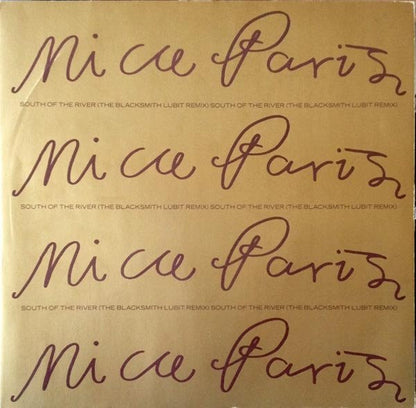 Mica Paris
SOUTH OF THE RIVER (THE BLACKSMITH LUBIT REMIX) SOUTH OF THE RIVER (THE BLACKSMITH LUBIT REMIX)
Mica Paris
SOUTH OF THE RIVER (THE BLACKSMITH LUBIT REMIX) SOUTH OF THE RIVER (THE BLACKSMITH LUBIT REMIX)
Mica Paris
SOUTH OF THE RIVER (THE BLACKSMITH LUBIT REMIX) SOUTH OF THE RIVER (THE BLACKSMITH LUBIT REMIX)
Mica Paris